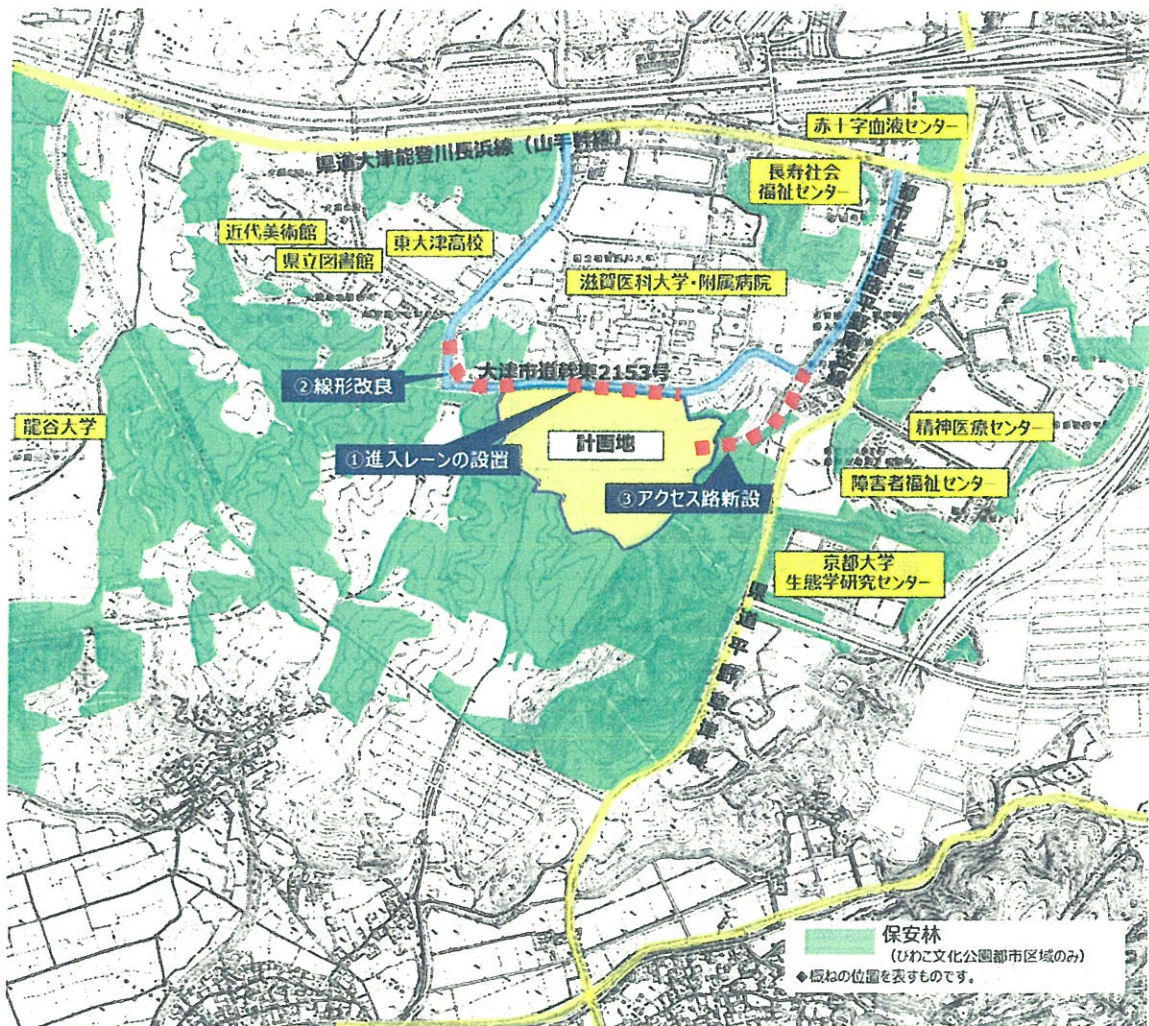 赤十字血液センター
県道大津能登川長浜線（山手幹線）
長寿社会
福祉センター
近代美術館
県立図書館
東大津高校
滋賀医科大学・附属病院
大津市道幹東2153号
②線形改良
龍谷大学
①進入レーンの設置
計画地
精神医療センター
③アクセス路新設
障害者福祉センター
京都大学
生態学研究センター
保安林
(びわこ文化公園都市区域のみ)
◆概ねの位置を表すものです。